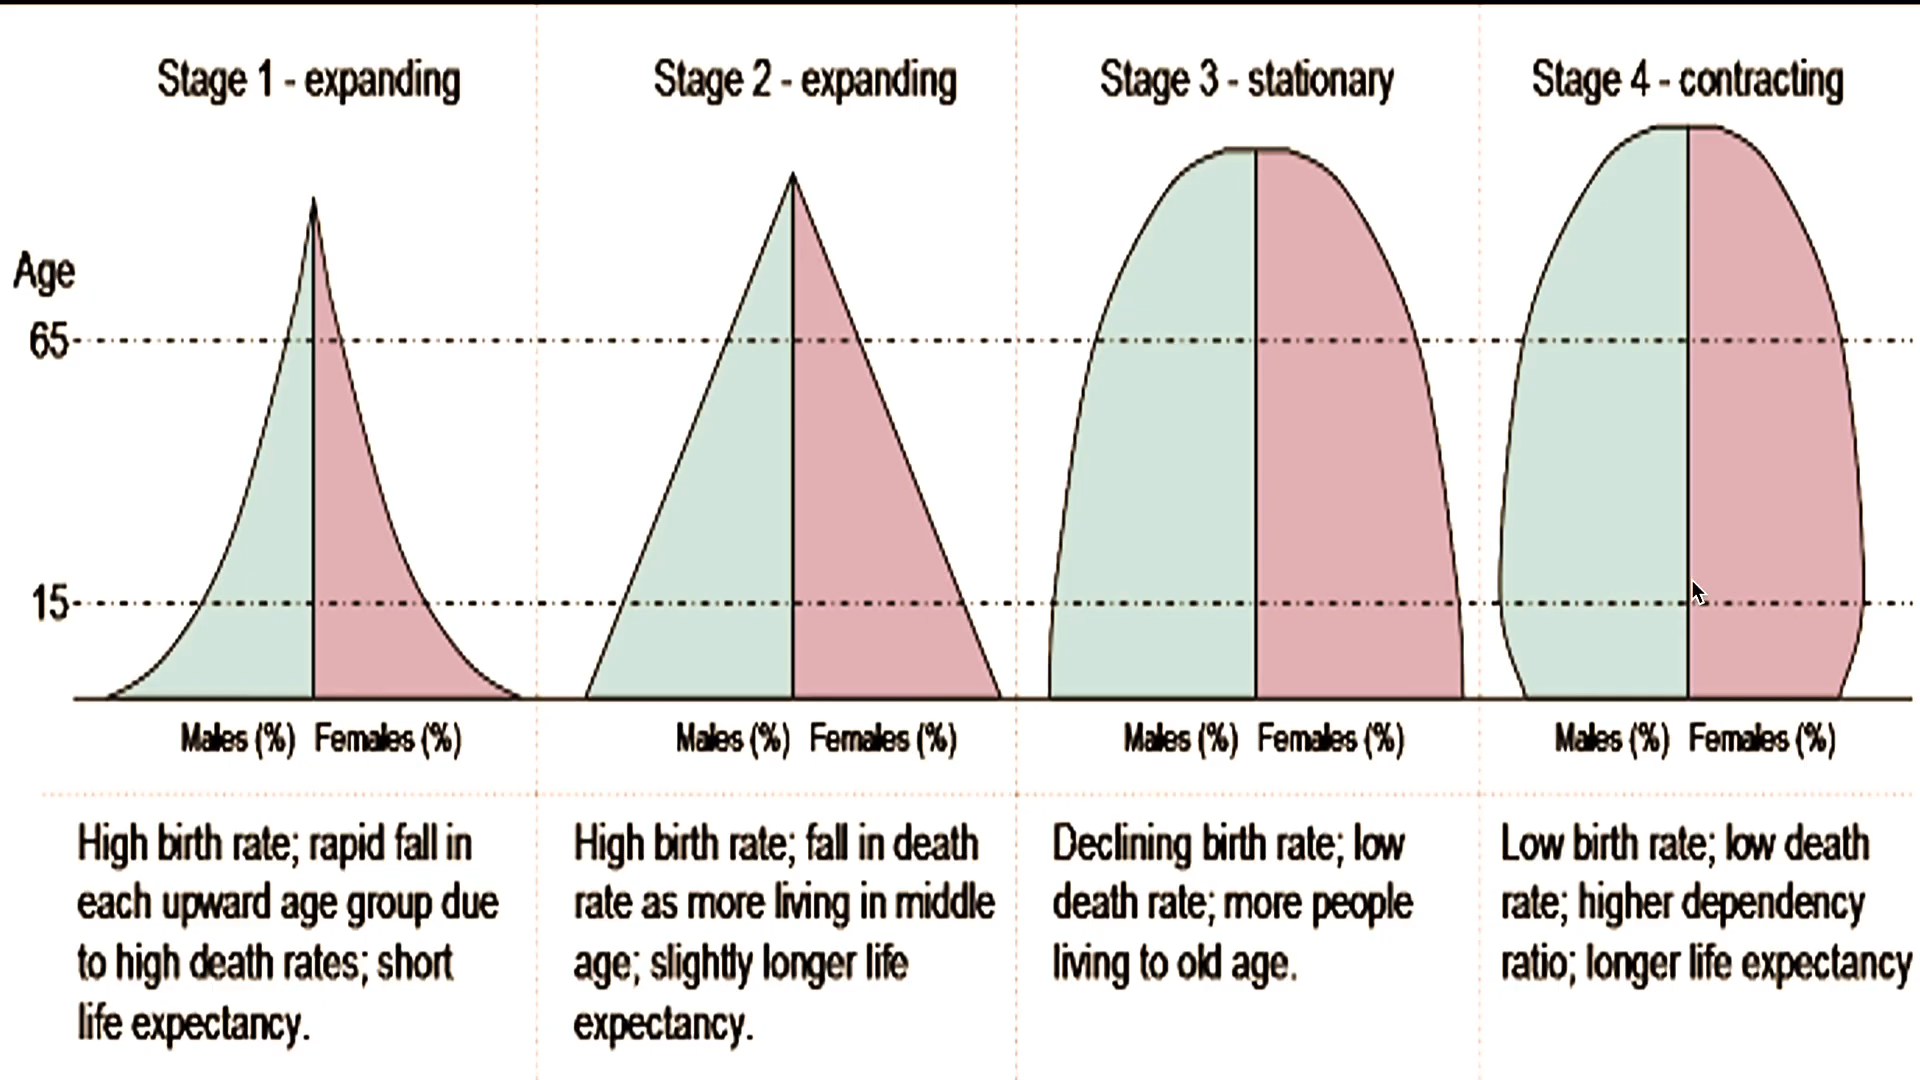 Stage 1 - expanding
Stage 2 - expanding
Stage 3 - stationary
Stage 4 - contracting
Age
65
15
Males (%) Females (%)
Males (%) Females (%)
Males (%) Females (%)
Males (%) Females (%)
High birth rate; rapid fall in
each upward age group due
to high death rates; short
life expectancy.
High birth rate; fall in death
rate as more living in middle
age; slightly longer life
expectancy.
Declining birth rate; low
death rate; more people
living to old age.
Low birth rate; low death
rate; higher dependency
ratio; longer life expectancy